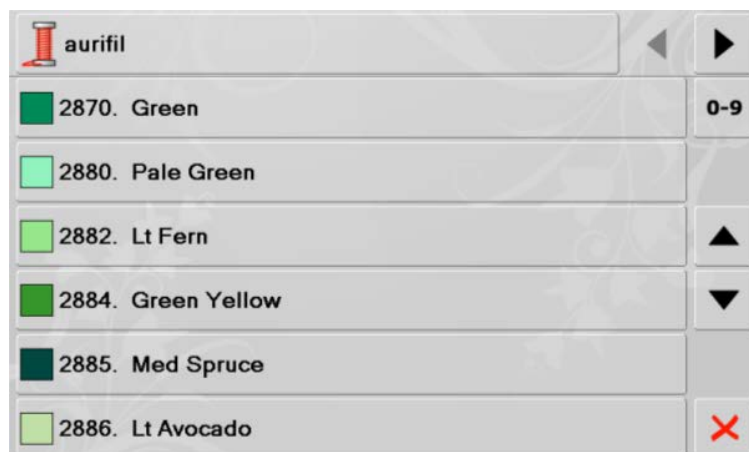 aurifil
2870. Green
0-9
2880. Pale Green
2882. Lt Fern
2884. Green Yellow
2885. Med Spruce
2886. Lt Avocado